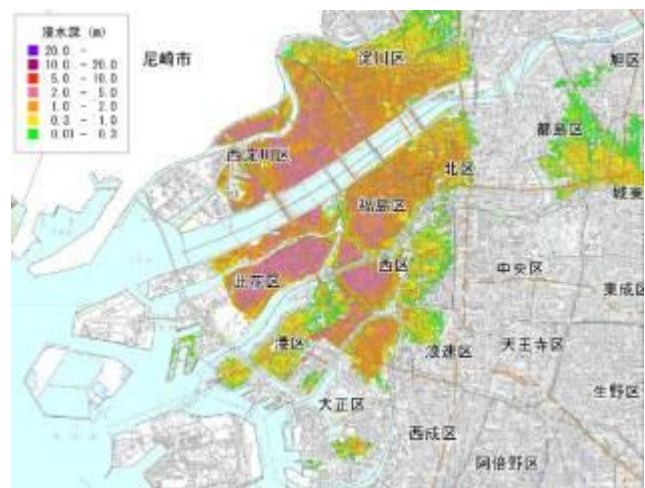 浸水深 (m)
20.0 -
10.0 - 20.0
5.0 - 10.0
2.0 - 5.0
1.0 - 2.0
0.3 - 1.0
0.01 - 0.3
尼崎市
淀川区
旭区
都島区
西淀川区
北区
福島区
城東
此花区
西区
中央区
東成区
港区
浪速区
天王寺区
大正区
生野区
西成区
阿倍野区